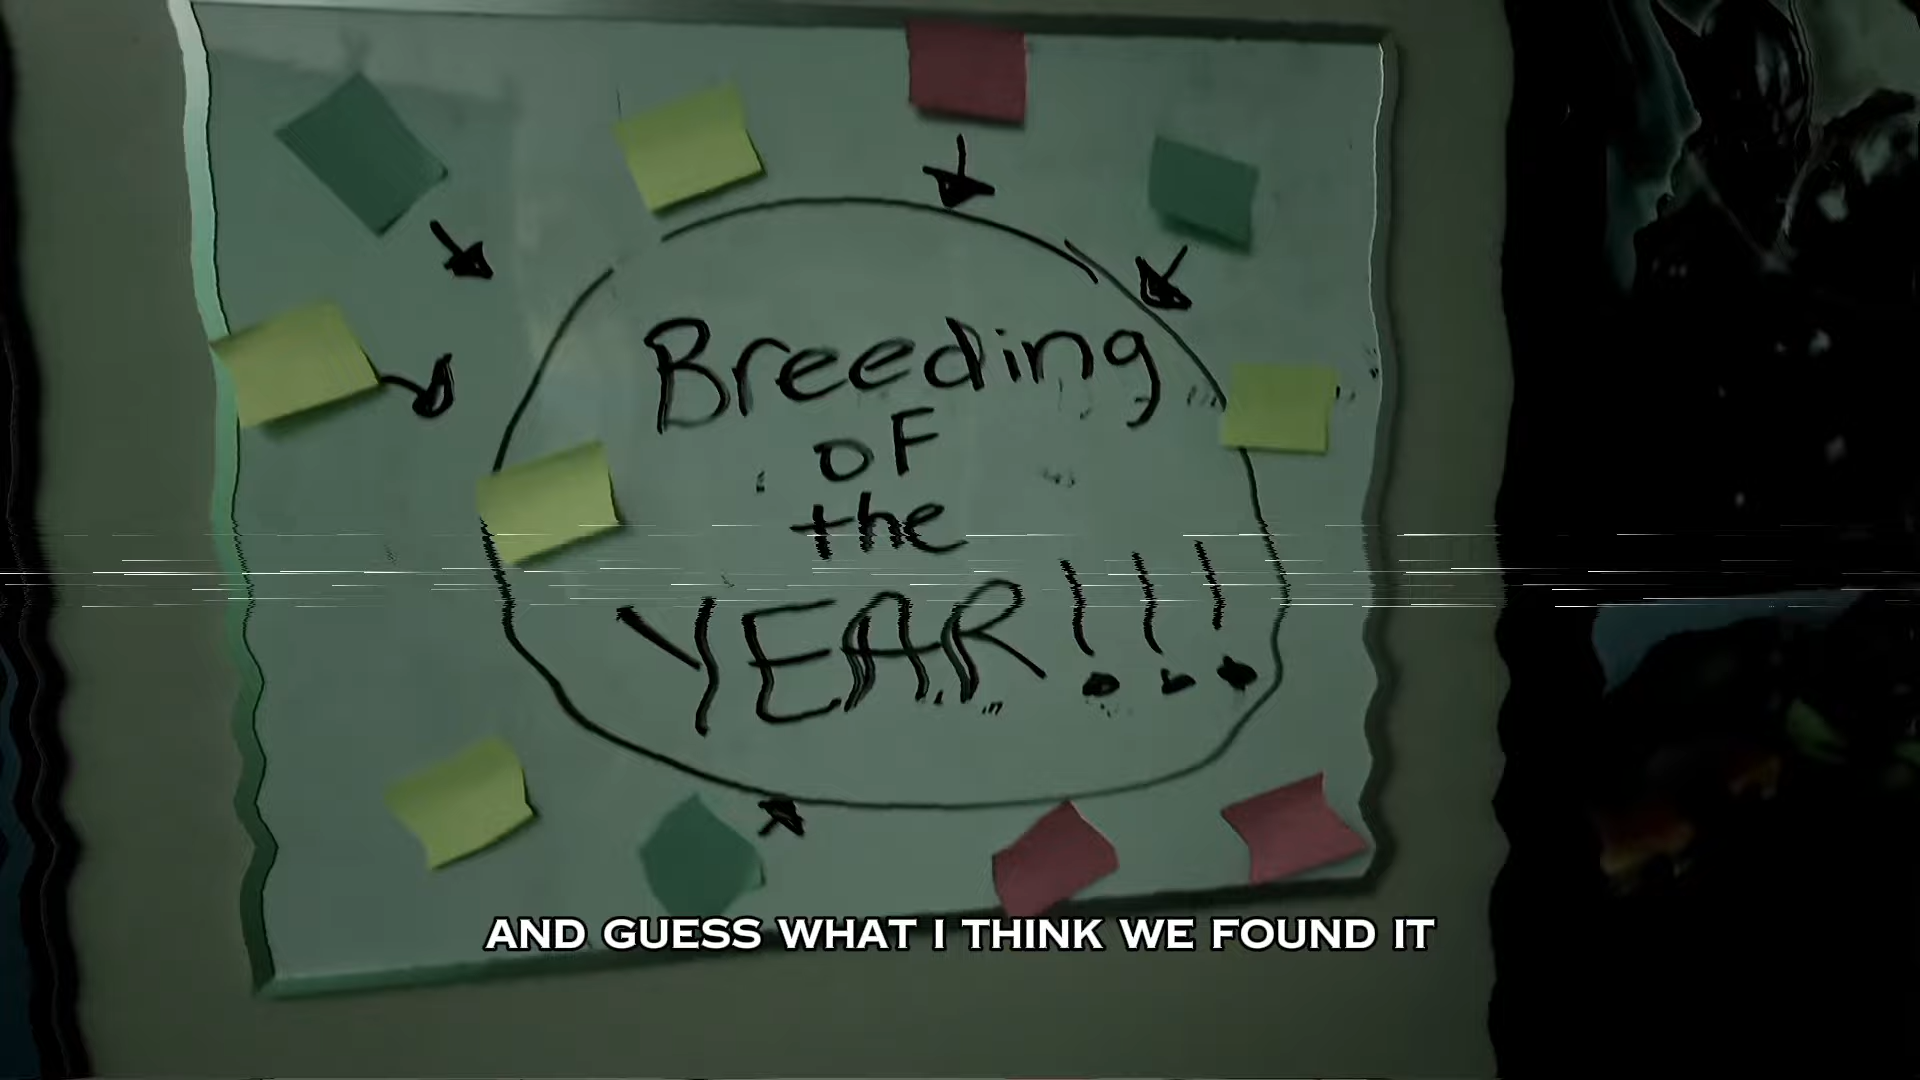 Breeding
oF
the
YEAR!!!
AND GUESS WHAT I THINK WE FOUND IT